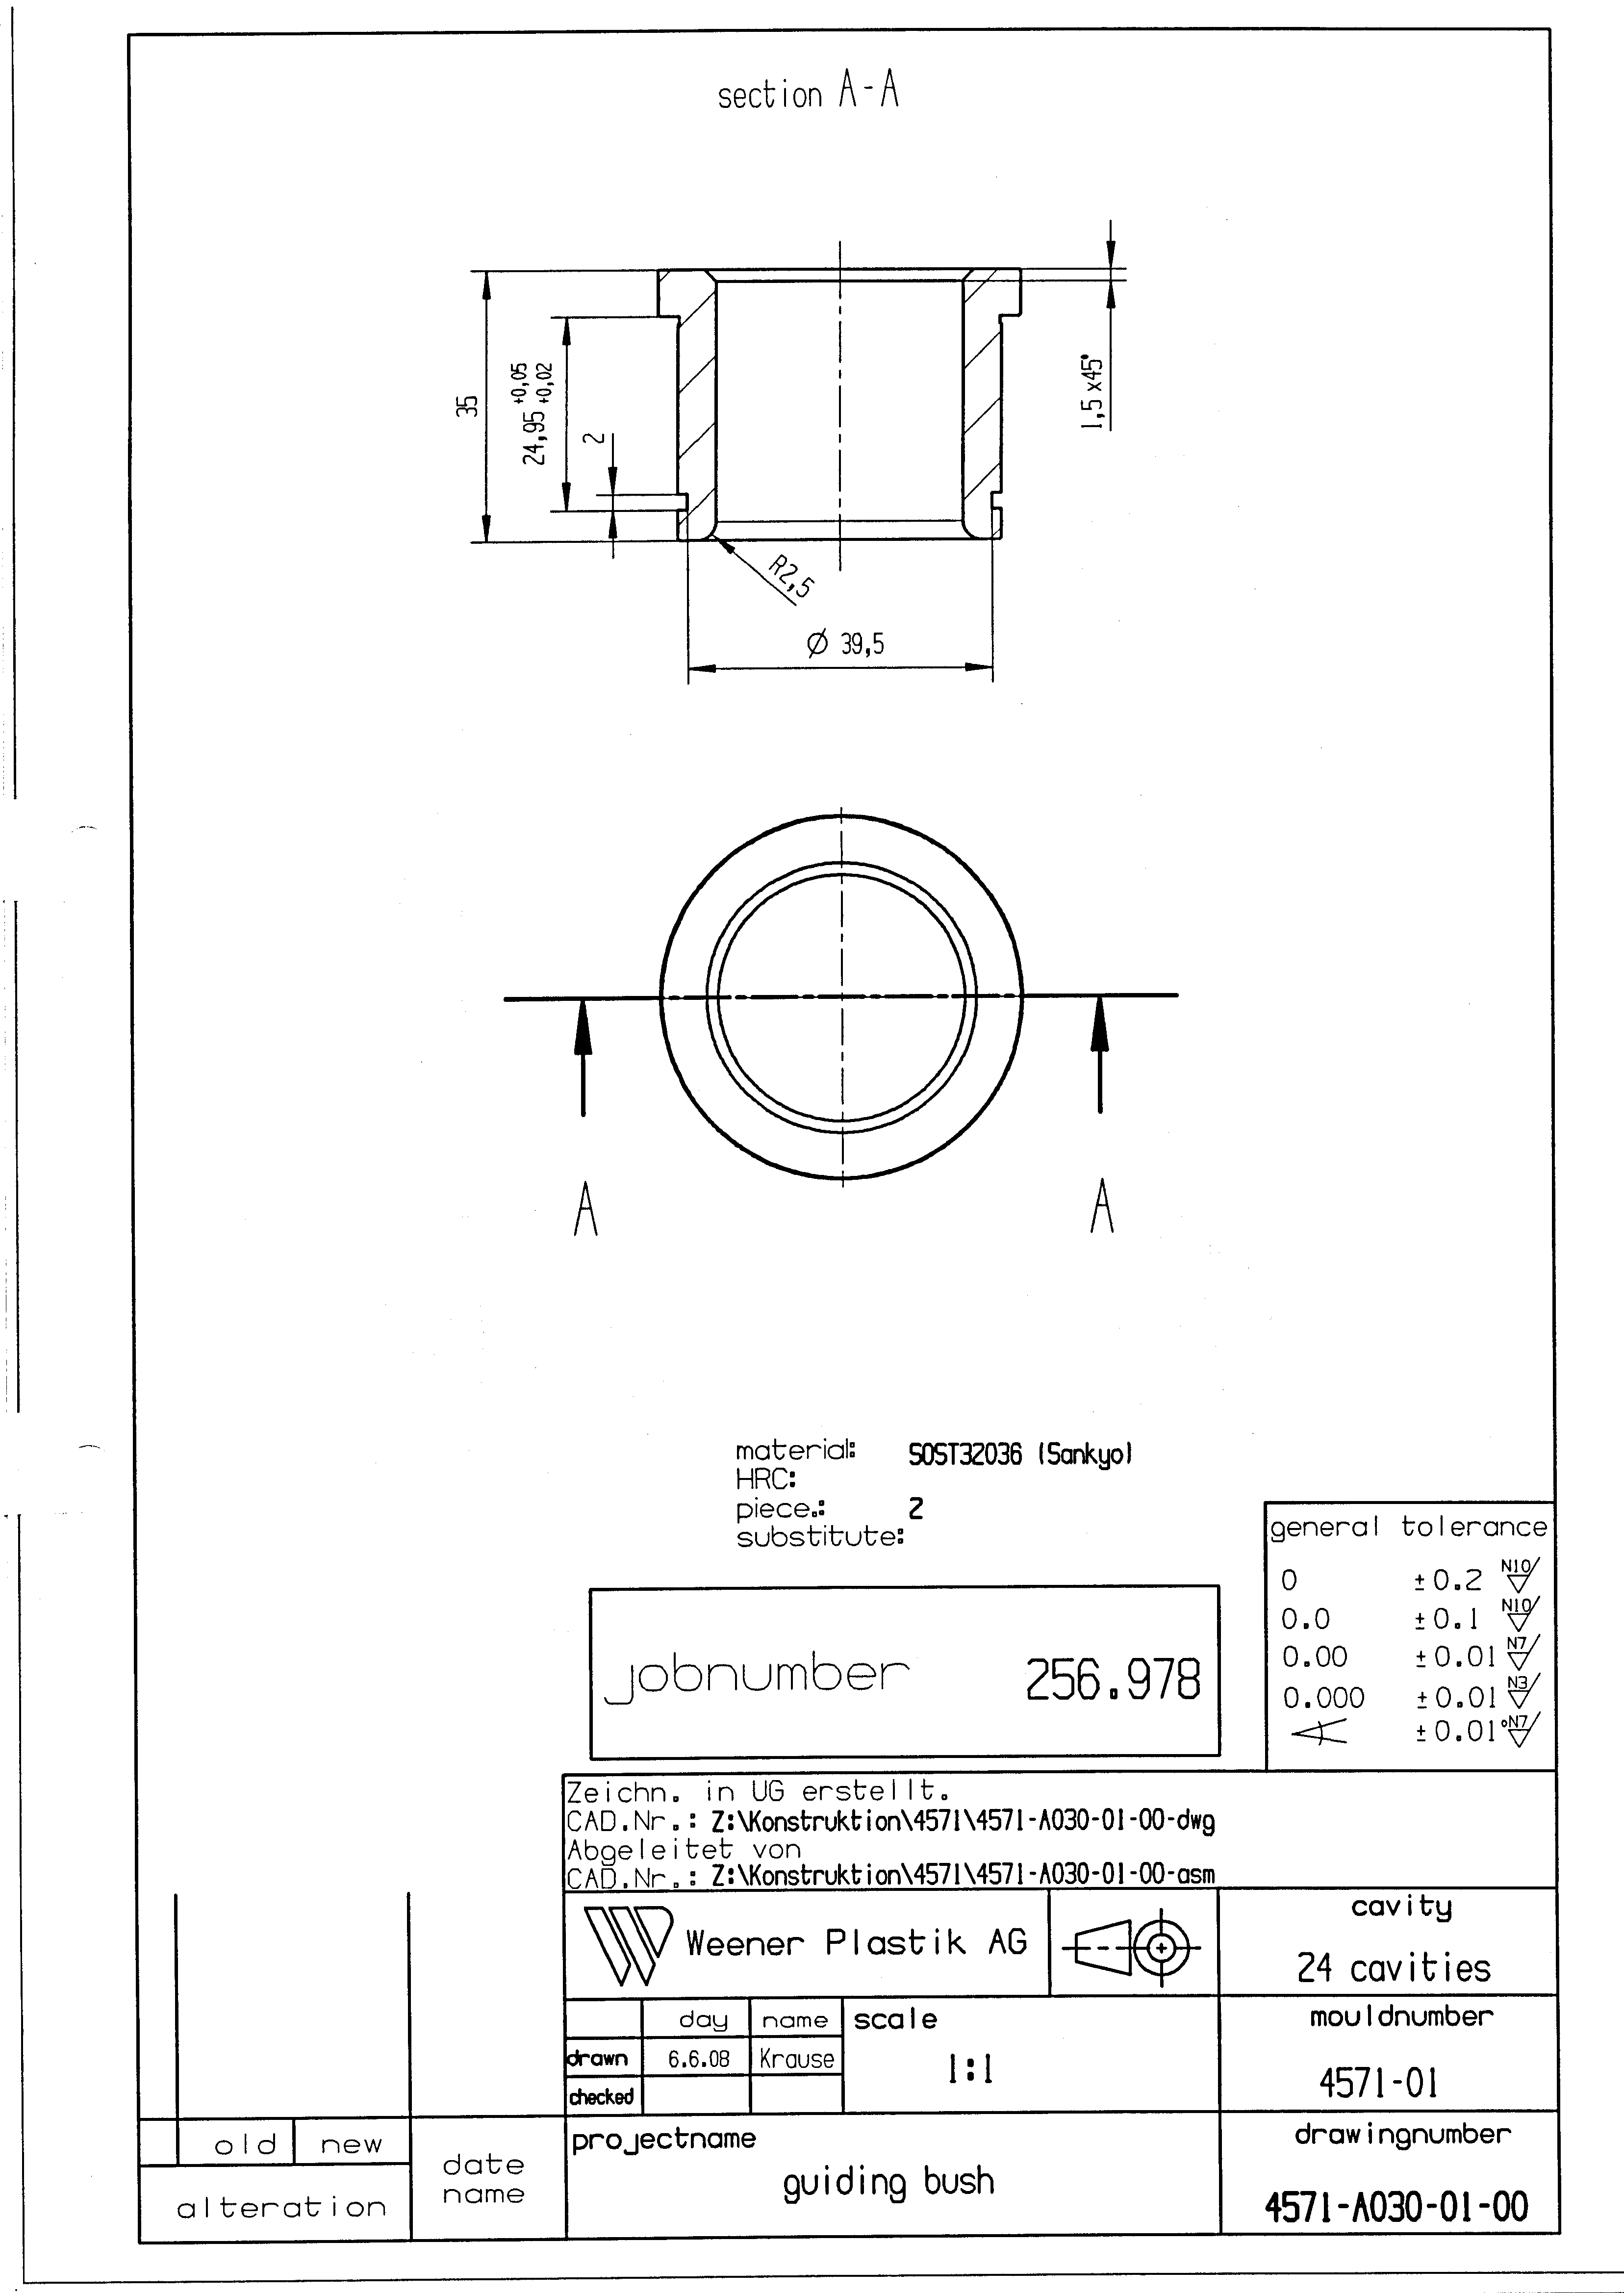 section A-A
35
24,95 +0,05 +0,02
2
1,5 x45°
R2,5
Ø 39,5
A A
material: SOST32036 (Sankyo)
HRC:
piece.: 2
substitute:
general tolerance
0 ±0.2 N10
0.0 ±0.1 N10
0.00 ±0.01 N7
0.000 ±0.01 N3
±0.01° N7
jobnumber 256.978
Zeichn. in UG erstellt.
CAD.Nr.: Z:\Konstruktion\4571\4571-A030-01-00-dwg
Abgeleitet von
CAD.Nr.: Z:\Konstruktion\4571\4571-A030-01-00-asm
Weener Plastik AG
cavity
24 cavities
day name scale
drawn 6.6.08 Krause 1:1
checked
mouldnumber
4571-01
old new
alteration
date
name
projectname
guiding bush
drawingnumber
4571-A030-01-00